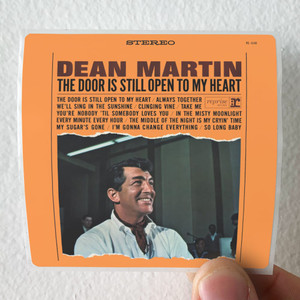 STEREO
DEAN MARTIN
THE DOOR IS STILL OPEN TO MY HEART
THE DOOR IS STILL OPEN TO MY HEART / ALWAYS TOGETHER
WE'LL SING IN THE SUNSHINE / CLINGING VINE / TAKE ME
YOU'RE NOBODY 'TIL SOMEBODY LOVES YOU / IN THE MISTY MOONLIGHT
EVERY MINUTE EVERY HOUR / THE MIDDLE OF THE NIGHT IS MY CRYIN' TIME
MY SUGAR'S GONE / I'M GONNA CHANGE EVERYTHING / SO LONG BABY